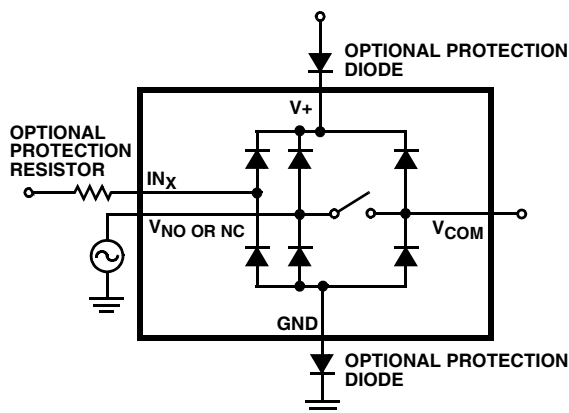 OPTIONAL PROTECTION
DIODE
V+
OPTIONAL
PROTECTION
RESISTOR
INX
VNO OR NC
VCOM
GND
OPTIONAL PROTECTION
DIODE